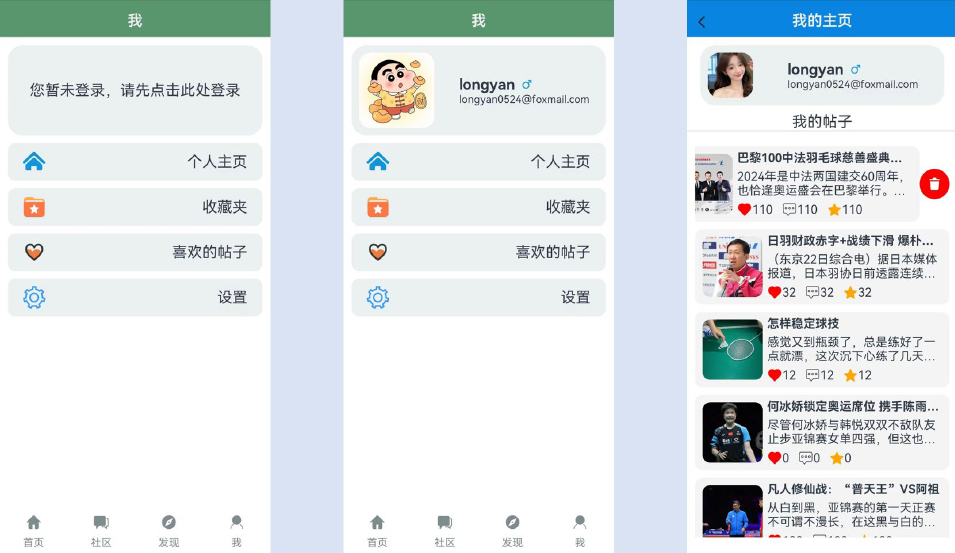 我
您暂未登录，请先点击此处登录
个人主页
收藏夹
喜欢的帖子
设置
首页
社区
发现
我
我
longyan
longyan0524@foxmail.com
个人主页
收藏夹
喜欢的帖子
设置
首页
社区
发现
我
我的主页
longyan
longyan0524@foxmail.com
我的帖子
巴黎100中法羽毛球慈善盛典...
2024年是中法两国建交60周年，
也恰逢奥运盛会在巴黎举行。...
110 110 110
日羽财政赤字+战绩下滑 爆朴...
（东京22日综合电）据日本媒体
报道，日本羽协日前透露连续...
32 32 32
怎样稳定球技
感觉又到瓶颈了，总是练好了一
点就漂，这次沉下心练了几天...
12 12 12
何冰娇锁定奥运席位 携手陈雨...
尽管何冰娇与韩悦双双不敌队友
止步亚锦赛女单四强，但这也...
0 0 0
凡人修仙战：“普天王”VS阿祖
从白到黑，亚锦赛的第一天正赛
不可谓不漫长，在这黑与白的...